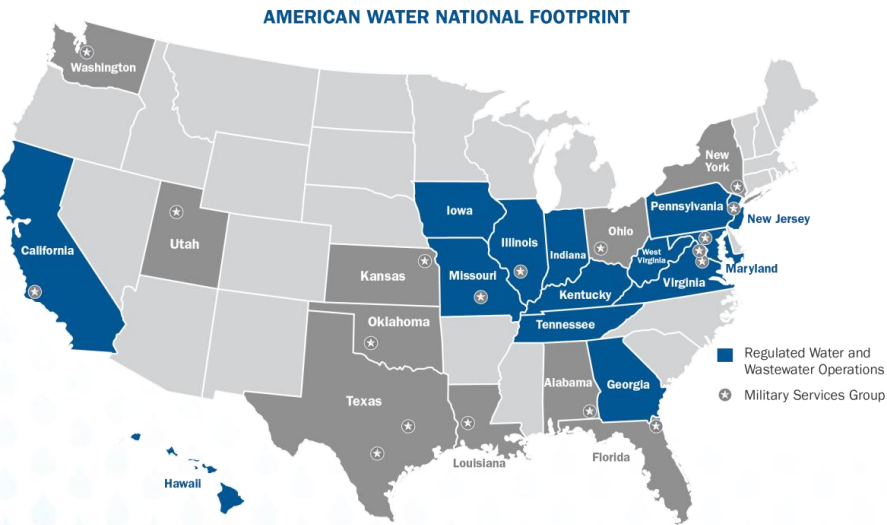 AMERICAN WATER NATIONAL FOOTPRINT
Washington
New
York
Pennsylvania
New Jersey
Iowa
Ohio
Illinois
Indiana
West
Virginia
Maryland
California
Utah
Kansas
Missouri
Virginia
Kentucky
Oklahoma
Tennessee
Regulated Water and
Wastewater Operations
Alabama
Georgia
Military Services Group
Texas
Louisiana
Florida
Hawaii